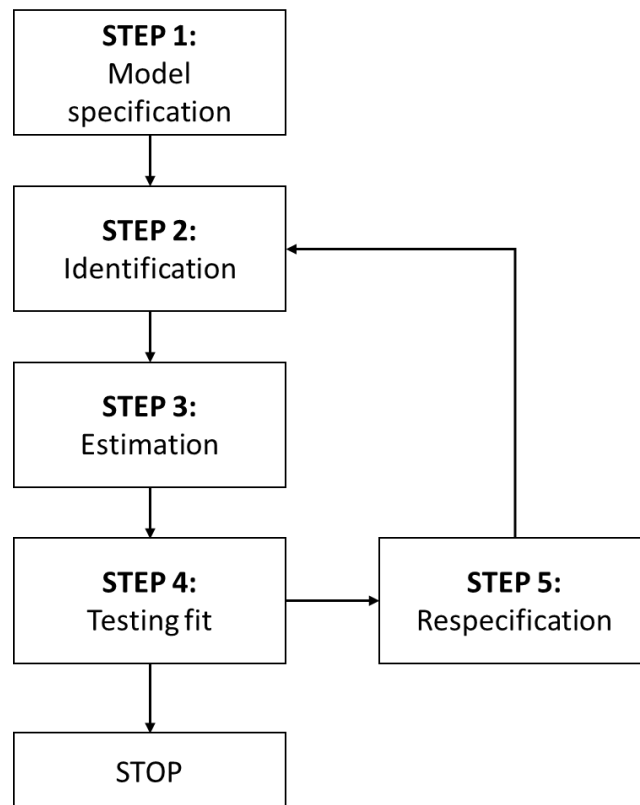 STEP 1:
Model
specification
STEP 2:
Identification
STEP 3:
Estimation
STEP 4:
Testing fit
STEP 5:
Respecification
STOP